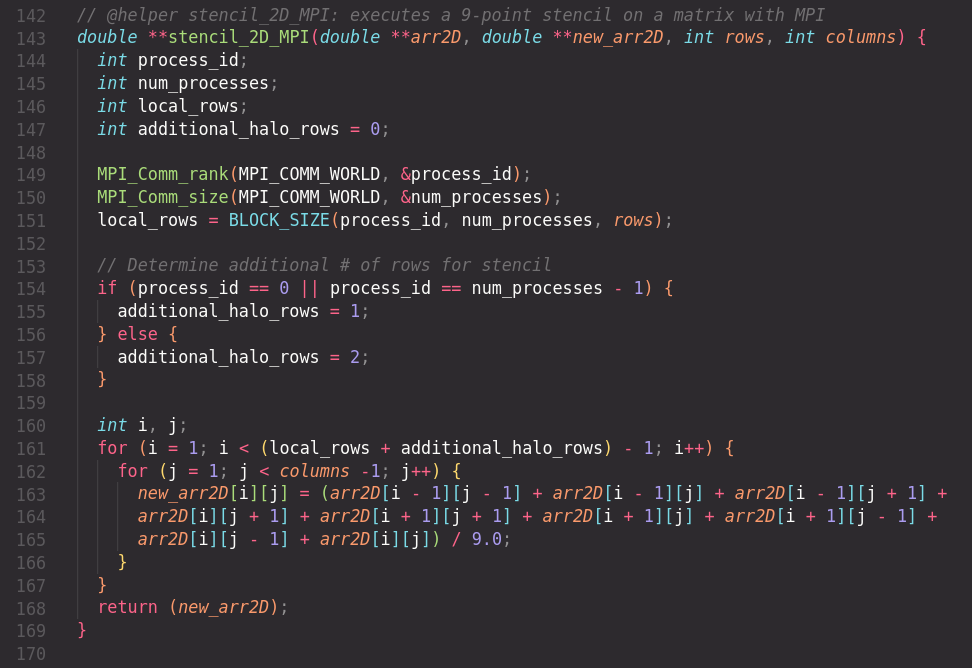 142 // @helper stencil_2D_MPI: executes a 9-point stencil on a matrix with MPI
143 double **stencil_2D_MPI(double **arr2D, double **new_arr2D, int rows, int columns) {
144   int process_id;
145   int num_processes;
146   int local_rows;
147   int additional_halo_rows = 0;
148
149   MPI_Comm_rank(MPI_COMM_WORLD, &process_id);
150   MPI_Comm_size(MPI_COMM_WORLD, &num_processes);
151   local_rows = BLOCK_SIZE(process_id, num_processes, rows);
152
153   // Determine additional # of rows for stencil
154   if (process_id == 0 || process_id == num_processes - 1) {
155     additional_halo_rows = 1;
156   } else {
157     additional_halo_rows = 2;
158   }
159
160   int i, j;
161   for (i = 1; i < (local_rows + additional_halo_rows) - 1; i++) {
162     for (j = 1; j < columns -1; j++) {
163       new_arr2D[i][j] = (arr2D[i - 1][j - 1] + arr2D[i - 1][j] + arr2D[i - 1][j + 1] +
164       arr2D[i][j + 1] + arr2D[i + 1][j + 1] + arr2D[i + 1][j] + arr2D[i + 1][j - 1] +
165       arr2D[i][j - 1] + arr2D[i][j]) / 9.0;
166     }
167   }
168   return (new_arr2D);
169 }
170